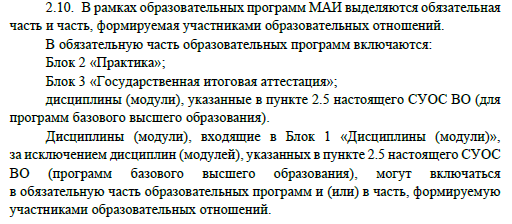 2.10. В рамках образовательных программ МАИ выделяются обязательная
часть и часть, формируемая участниками образовательных отношений.
В обязательную часть образовательных программ включаются:
Блок 2 «Практика»;
Блок 3 «Государственная итоговая аттестация»;
дисциплины (модули), указанные в пункте 2.5 настоящего СУОС ВО (для
программ базового высшего образования).
Дисциплины (модули), входящие в Блок 1 «Дисциплины (модули)»,
за исключением дисциплин (модулей), указанных в пункте 2.5 настоящего СУОС
ВО (программ базового высшего образования), могут включаться
в обязательную часть образовательных программ и (или) в часть, формируемую
участниками образовательных отношений.